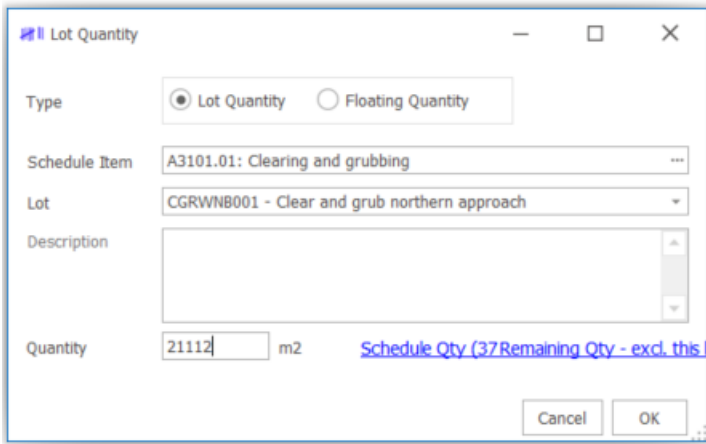 Lot Quantity
Type Lot Quantity Floating Quantity
Schedule Item A3101.01: Clearing and grubbing ...
Lot CGRWNB001 - Clear and grub northern approach
Description
Quantity 21112 m2 Schedule Qty (37Remaining Qty - excl. this
Cancel OK